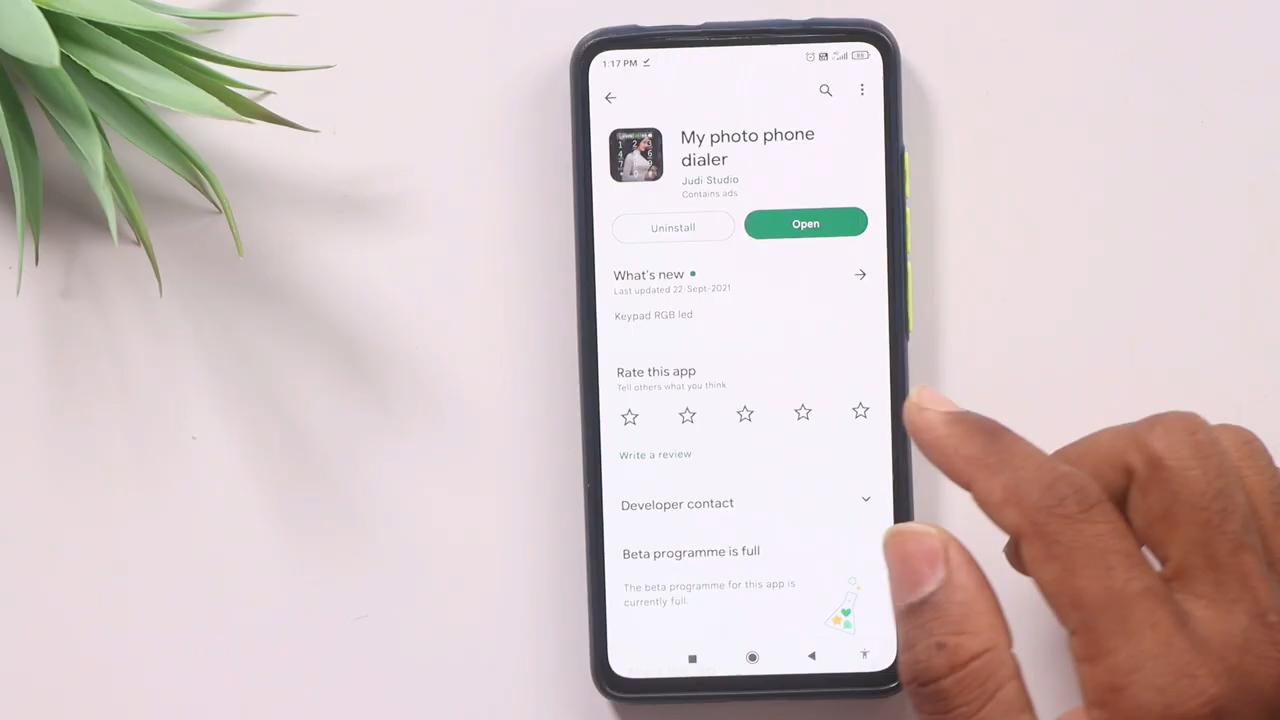 1:17 PM
My photo phone
dialer
Judi Studio
Contains ads
Uninstall
Open
What's new
Last updated 22-Sept-2021
Keypad RGB led
Rate this app
Tell others what you think
Write a review
Developer contact
Beta programme is full
The beta programme for this app is
currently full.